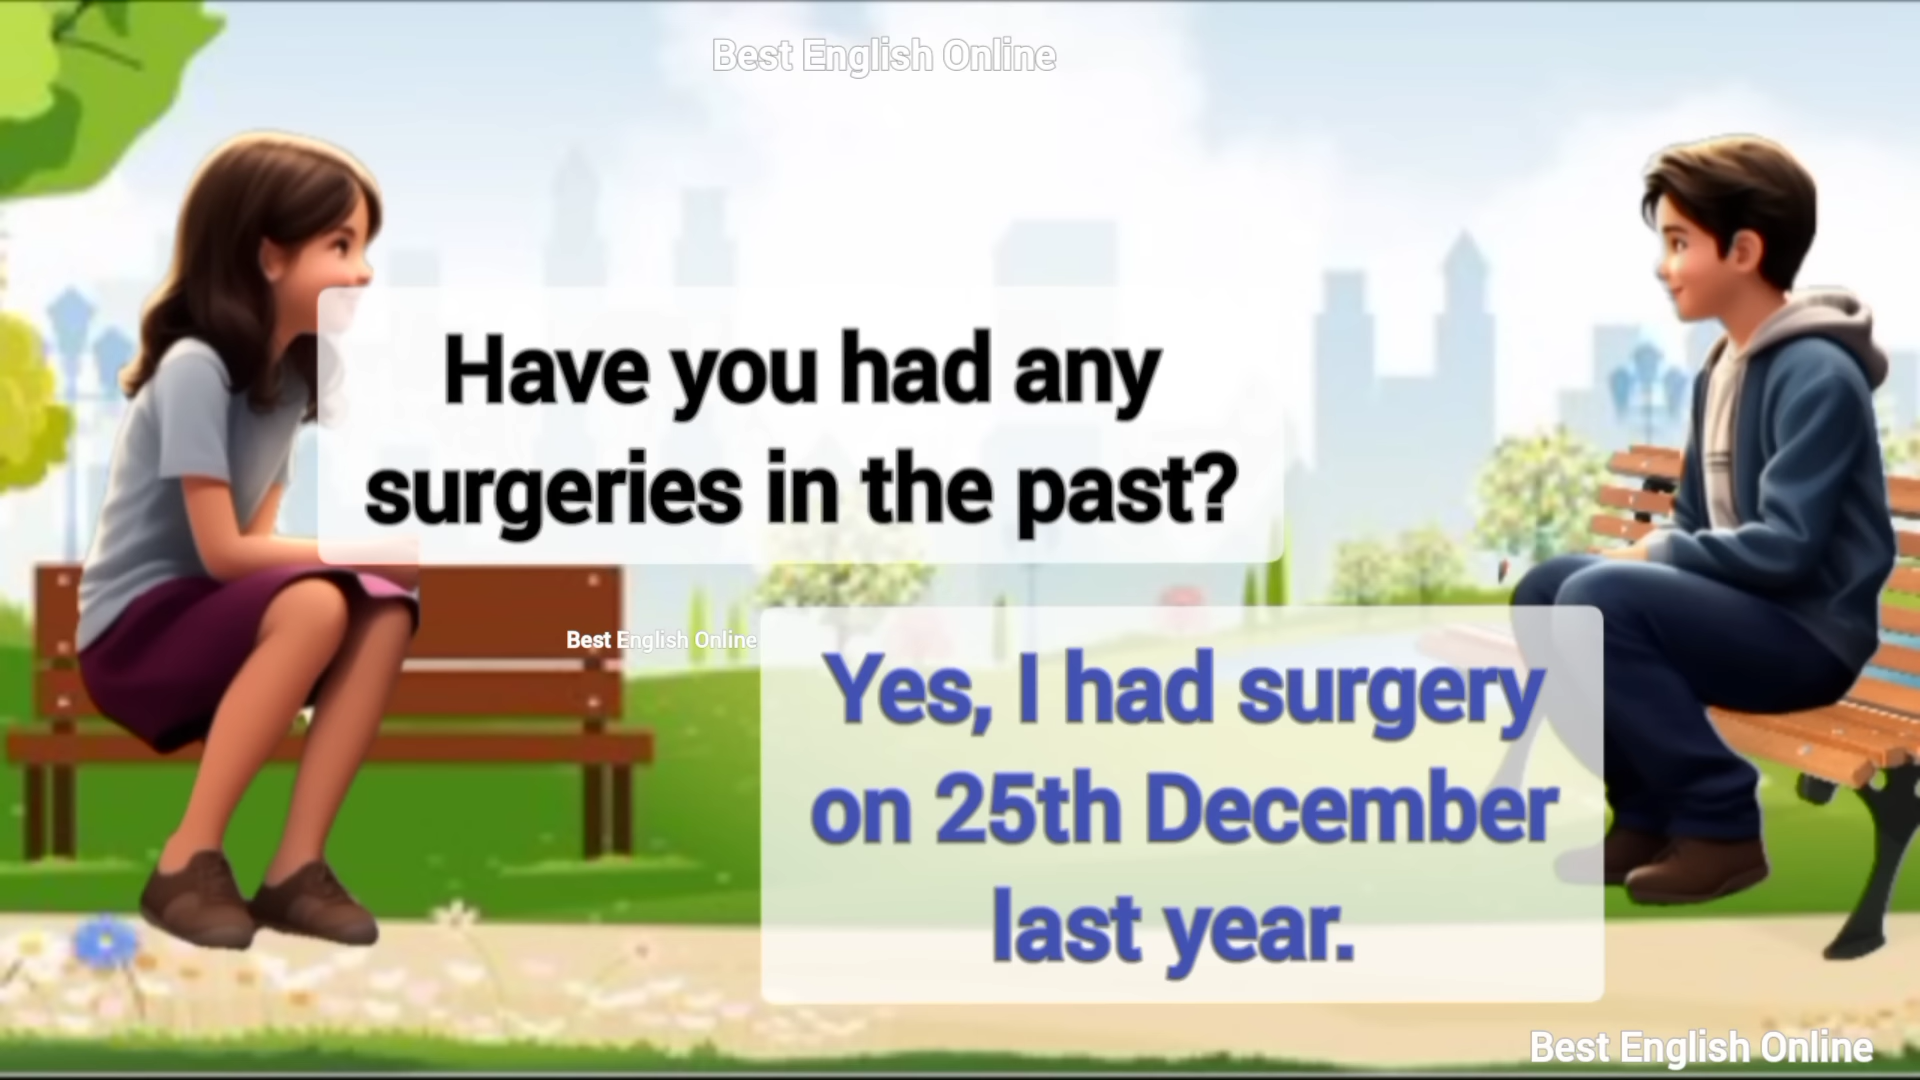 Best English Online
Have you had any
surgeries in the past?
Best English Online
Yes, I had surgery
on 25th December
last year.
Best English Online